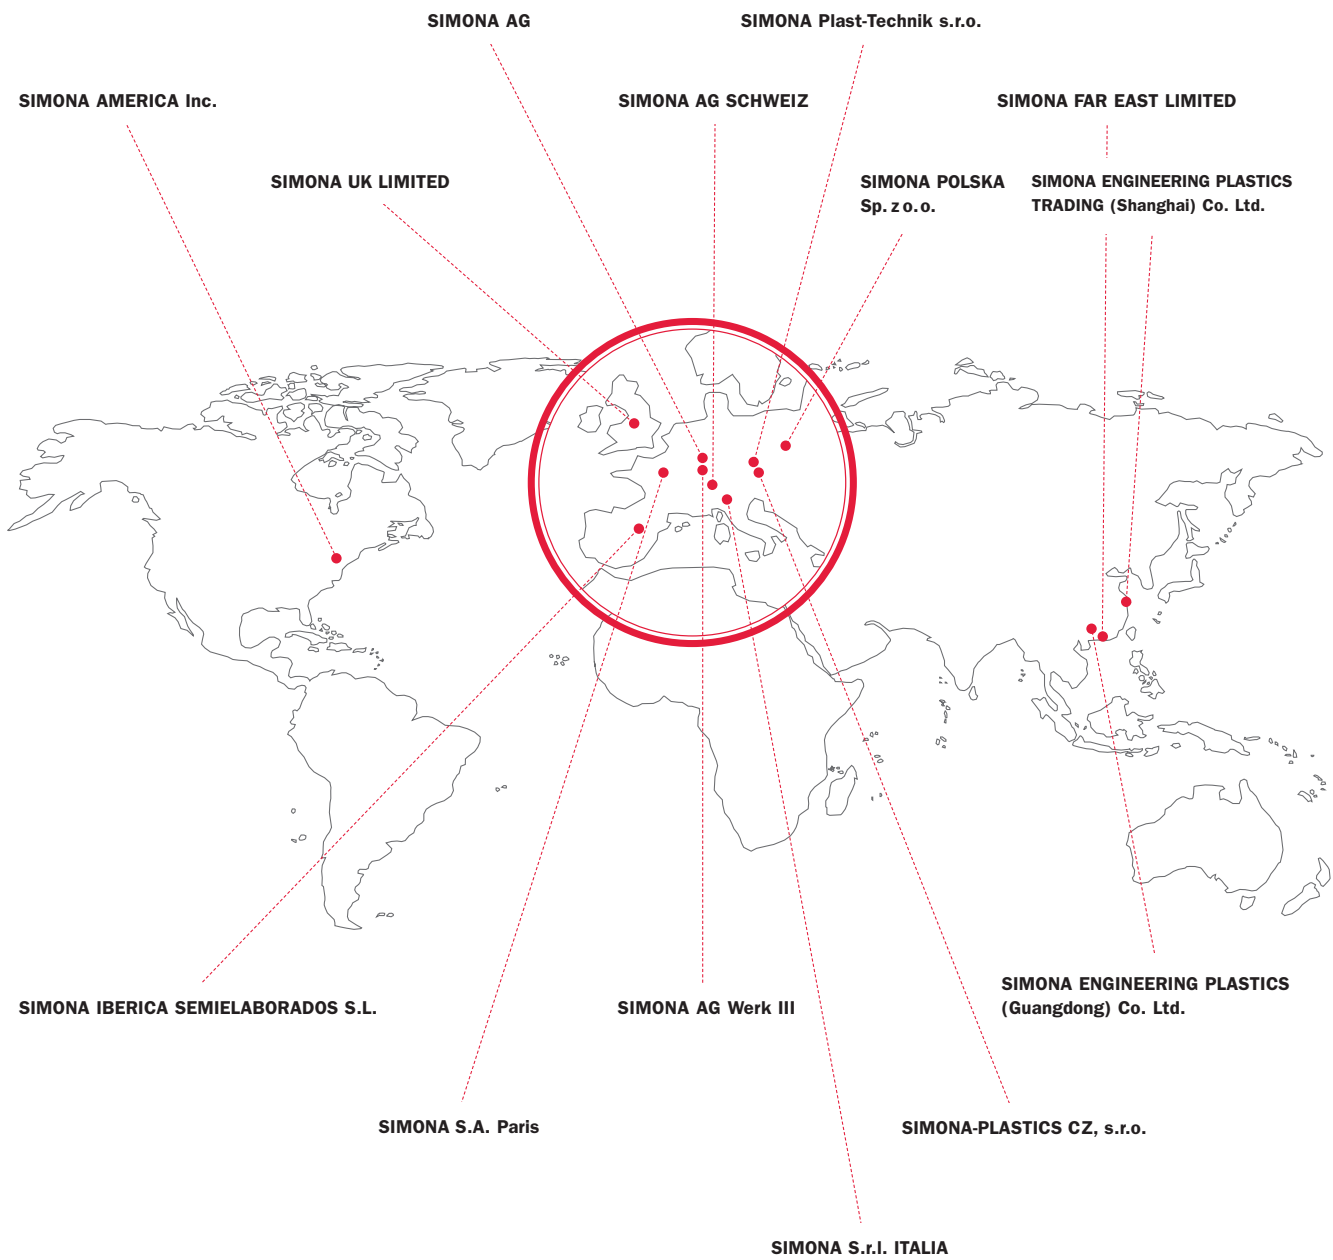 SIMONA AG
SIMONA Plast-Technik s.r.o.
SIMONA AMERICA Inc.
SIMONA AG SCHWEIZ
SIMONA FAR EAST LIMITED
SIMONA UK LIMITED
SIMONA POLSKA
Sp. z o. o.
SIMONA ENGINEERING PLASTICS
TRADING (Shanghai) Co. Ltd.
SIMONA IBERICA SEMIELABORADOS S.L.
SIMONA AG Werk III
SIMONA ENGINEERING PLASTICS
(Guangdong) Co. Ltd.
SIMONA S.A. Paris
SIMONA-PLASTICS CZ, s.r.o.
SIMONA S.r.l. ITALIA